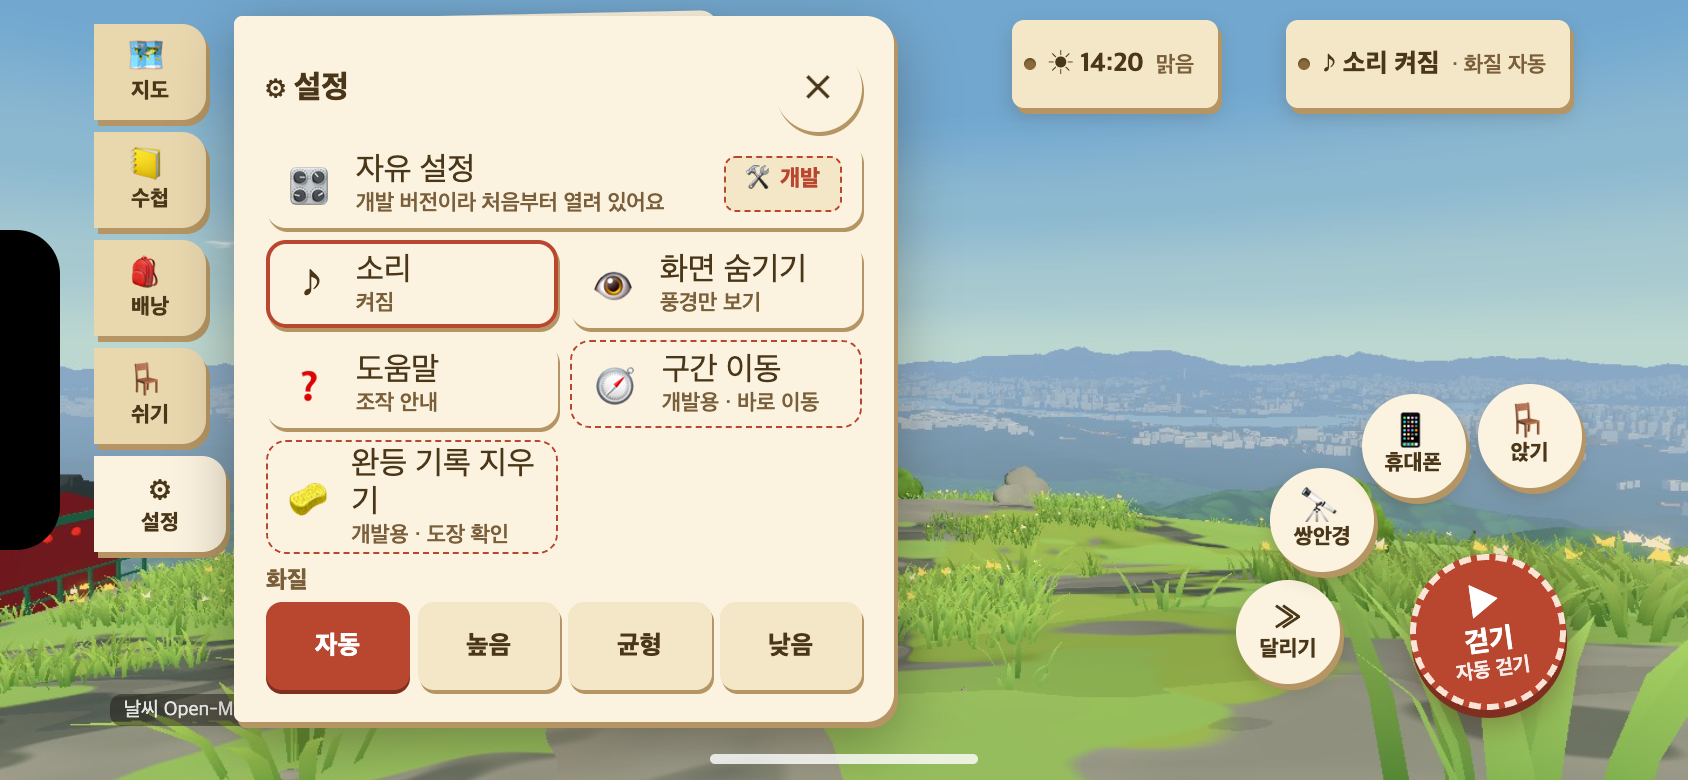 지도
수첩
배낭
쉬기
⚙ 설정
⚙ 설정
자유 설정
개발 버전이라 처음부터 열려 있어요
🛠 개발
♪ 소리
켜짐
화면 숨기기
풍경만 보기
❓ 도움말
조작 안내
구간 이동
개발용 · 바로 이동
완등 기록 지우
기
개발용 · 도장 확인
화질
자동
높음
균형
낮음
날씨 Open-M
☀ 14:20 맑음
♪ 소리 켜짐 · 화질 자동
휴대폰
앉기
쌍안경
달리기
걷기
자동 걷기